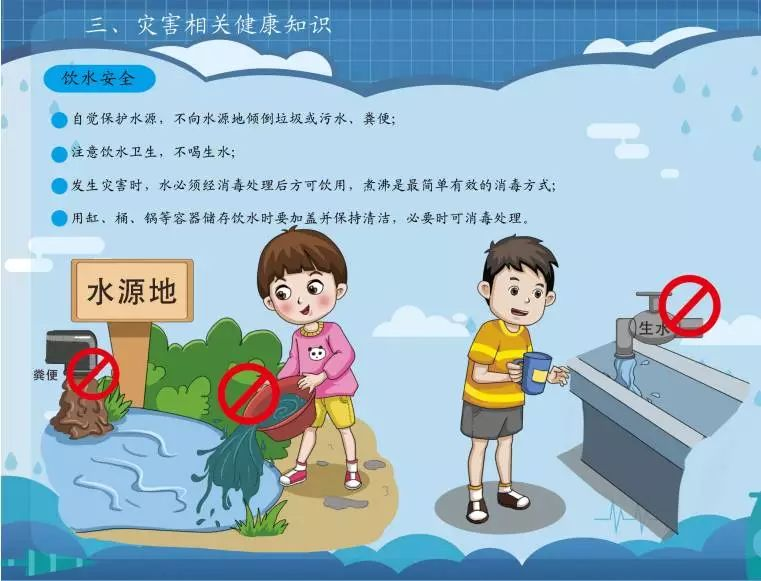 三、灾害相关健康知识
饮水安全
自觉保护水源，不向水源地倾倒垃圾或污水、粪便；
注意饮水卫生，不喝生水；
发生灾害时，水必须经消毒处理后方可饮用，煮沸是最简单有效的消毒方式；
用缸、桶、锅等容器储存饮水时要加盖并保持清洁，必要时可消毒处理。
水源地
生水
粪便